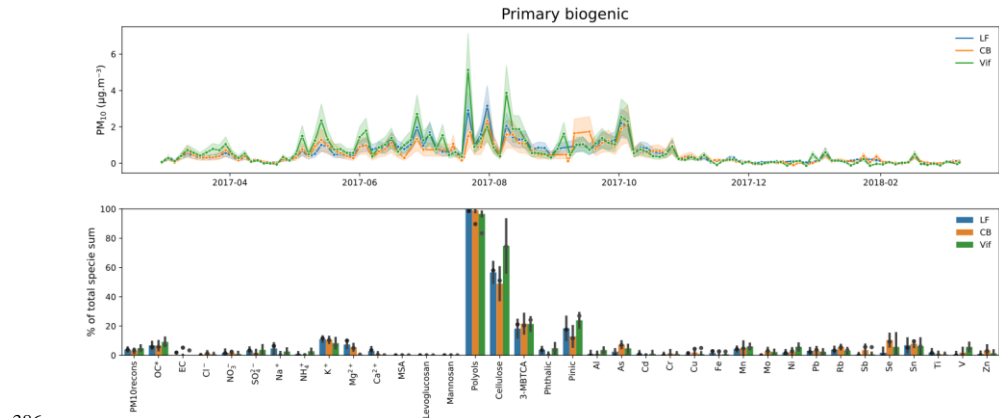 Primary biogenic
PM₁₀ (µg.m⁻³)
6
4
2
0
LF
CB
Vif
2017-04 2017-06 2017-08 2017-10 2017-12 2018-02
% of total specie sum
100
80
60
40
20
0
LF
CB
Vif
PM10recons OC* EC Cl⁻ NO₃⁻ SO₄²⁻ Na⁺ NH₄⁺ K⁺ Mg²⁺ Ca²⁺ MSA Levoglucosan Mannosan Polyols Cellulose 3-MBTCA Phthalic Pinic Al As Cd Cr Cu Fe Mn Mo Ni Pb Rb Sb Se Sn Ti V Zn